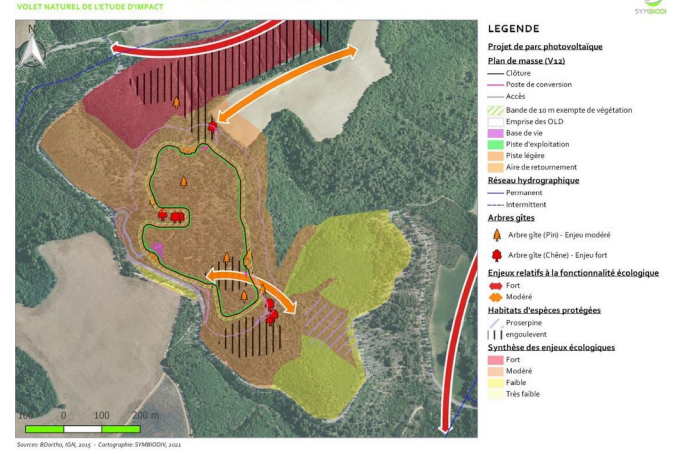 VOLET NATUREL DE L'ETUDE D'IMPACT
SYMBIODI
N
LEGENDE
Projet de parc photovoltaïque
Plan de masse (V12)
Clôture
Poste de conversion
Accès
Bande de 10 m exempte de végétation
Emprise des OLD
Base de vie
Piste d'exploitation
Piste légère
Aire de retournement
Réseau hydrographique
Permanent
Intermittent
Arbres gîtes
Arbre gîte (Pin) - Enjeu modéré
Arbre gîte (Chêne) - Enjeu fort
Enjeux relatifs à la fonctionnalité écologique
Fort
Modéré
Habitats d'espèces protégées
Proserpine
engoulevent
Synthèse des enjeux écologiques
Fort
Modéré
Faible
Très faible
100 0 100 200 m
Sources: BDortho, IGN, 2015 - Cartographie: SYMBIODIV, 2021